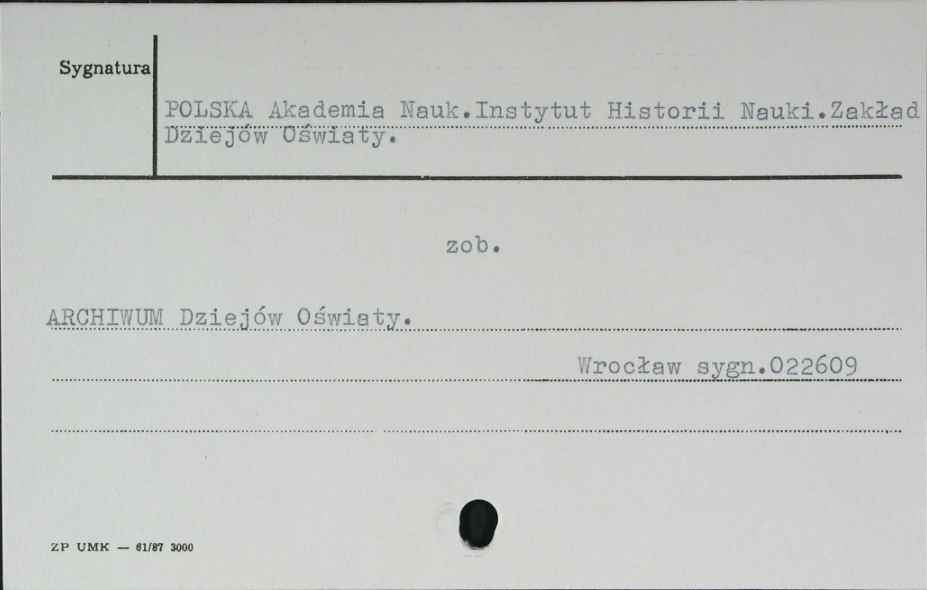 Sygnatura
POLSKA Akademia Nauk.Instytut Historii Nauki.Zakład
Dziejów Oświaty.
zob.
ARCHIWUM Dziejów Oświaty.
Wrocław sygn.022609
ZP UMK — 61/87 3000